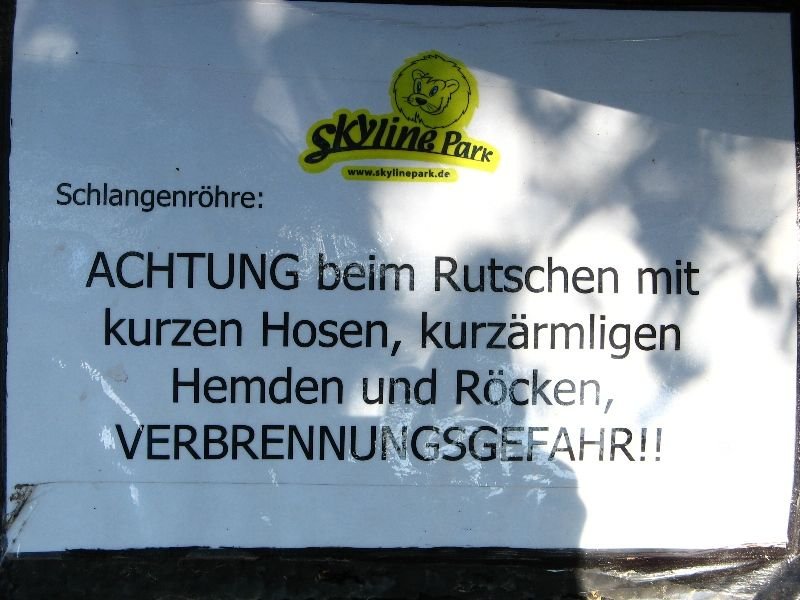 Skyline Park
www.skylinepark.de
Schlangenröhre:
ACHTUNG beim Rutschen mit
kurzen Hosen, kurzärmligen
Hemden und Röcken,
VERBRENNUNGSGEFAHR!!